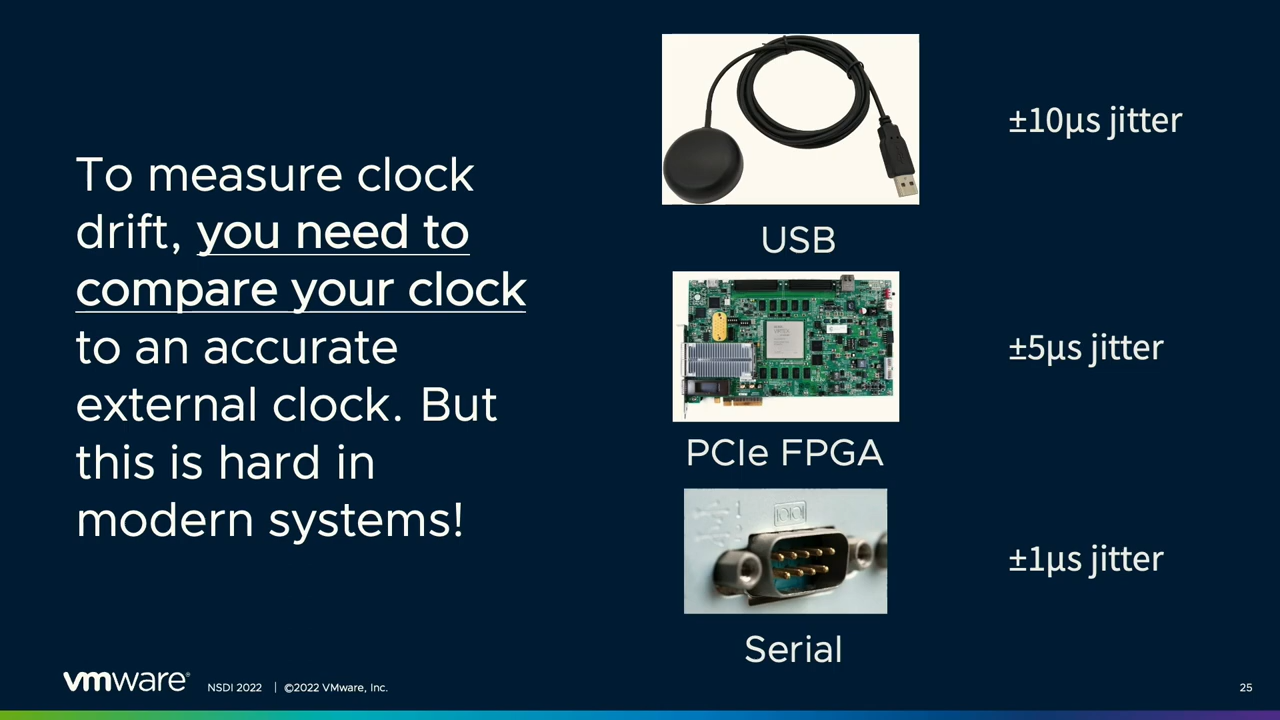 To measure clock
drift, you need to
compare your clock
to an accurate
external clock. But
this is hard in
modern systems!
±10µs jitter
USB
±5µs jitter
PCIe FPGA
±1µs jitter
Serial
vmware®
NSDI 2022 | ©2022 VMware, Inc.
25